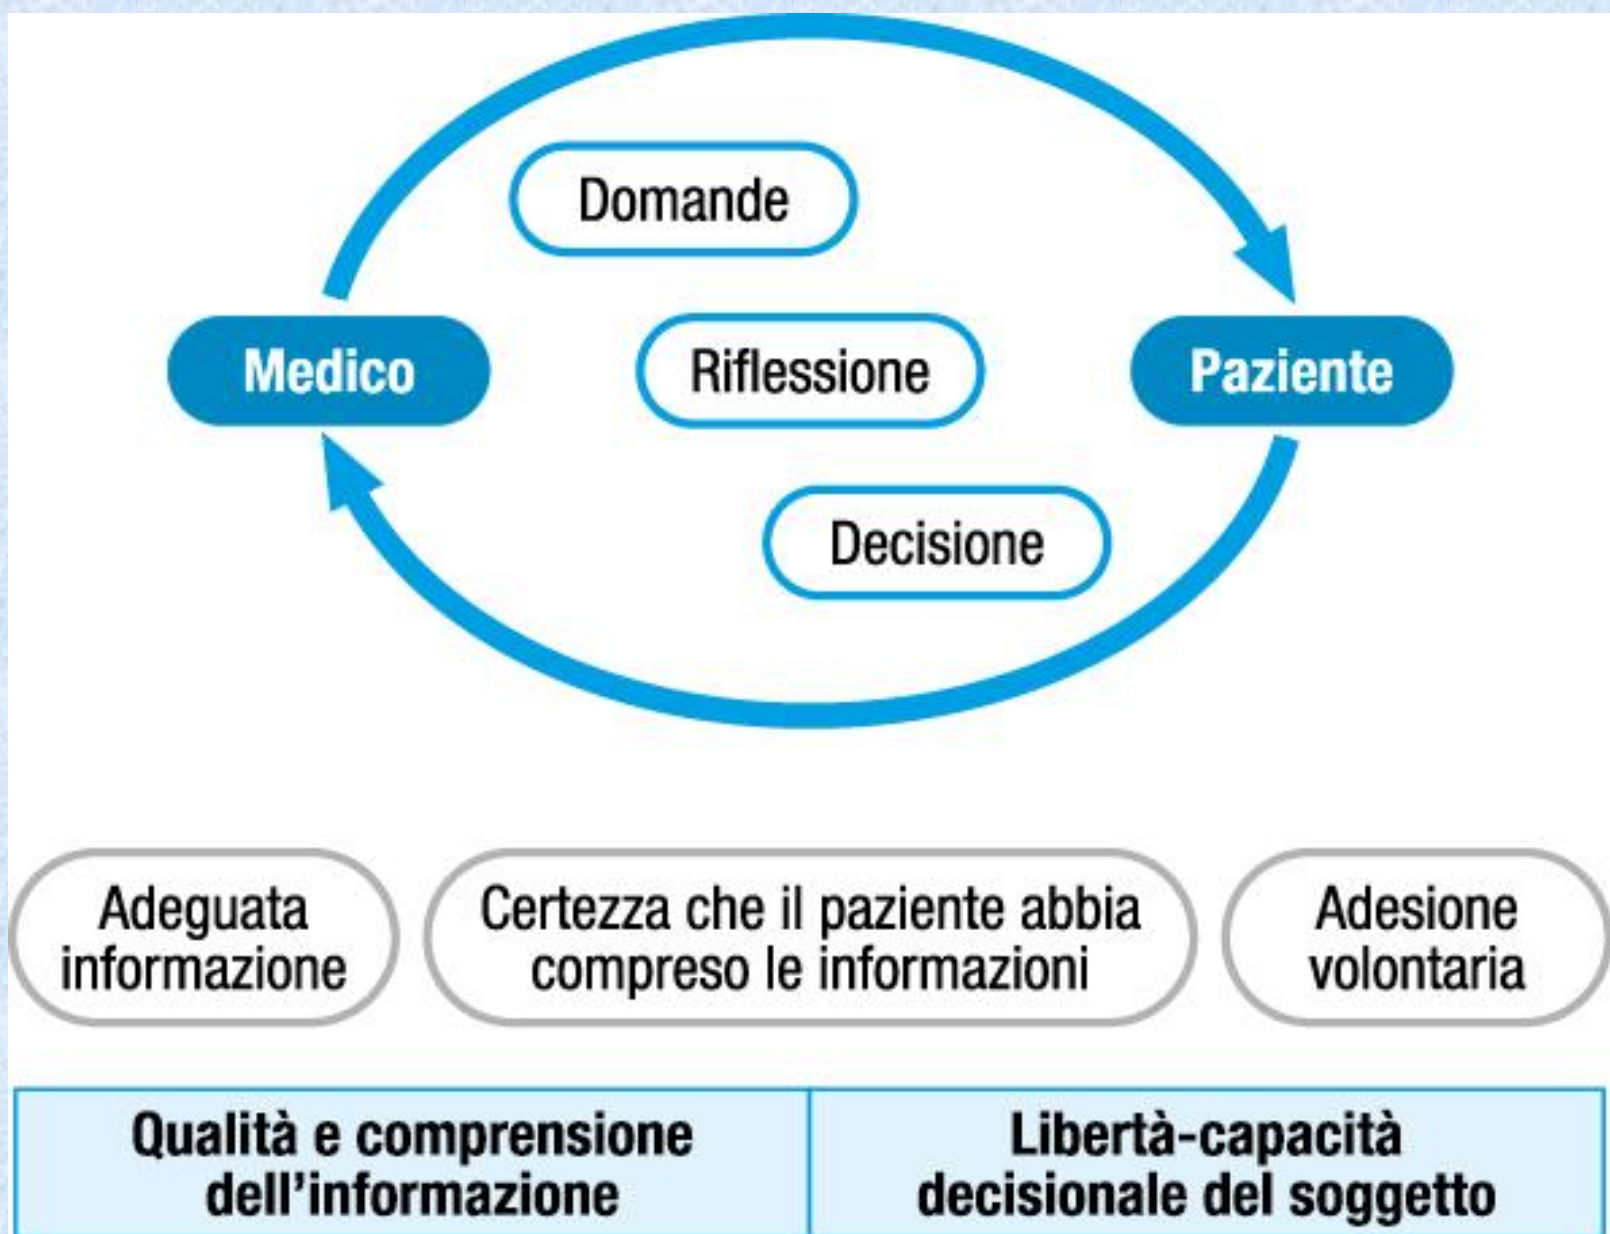 Domande
Medico
Riflessione
Paziente
Decisione
Adeguata
informazione
Certezza che il paziente abbia
compreso le informazioni
Adesione
volontaria
Qualità e comprensione
dell’informazione
Libertà-capacità
decisionale del soggetto